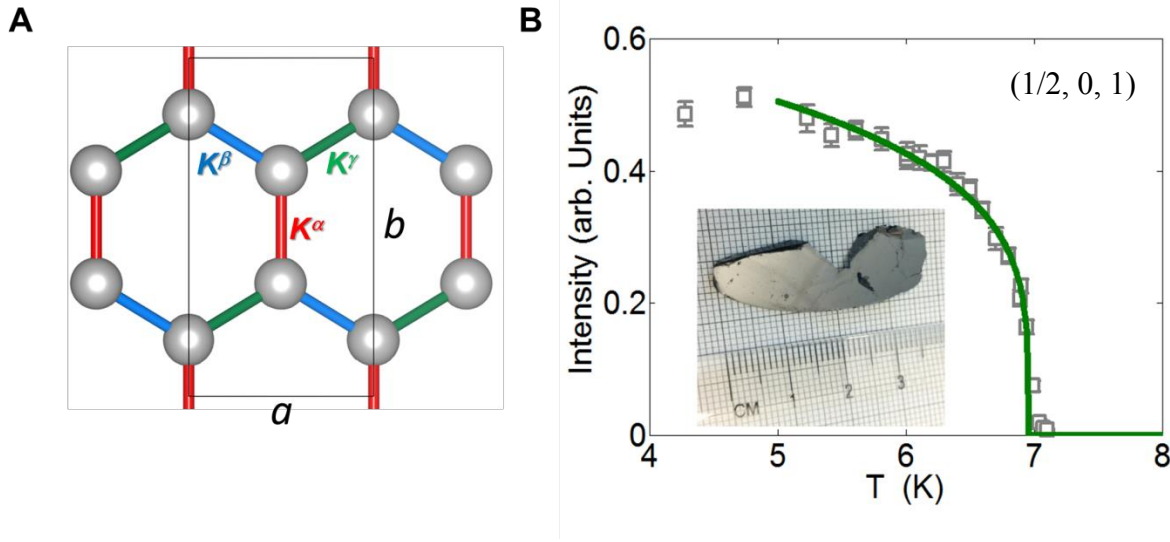 A
K^β
K^γ
K^α
b
a
B
Intensity (arb. Units)
0.6
0.4
0.2
0
(1/2, 0, 1)
CM 1 2 3
4 5 6 7 8
T (K)